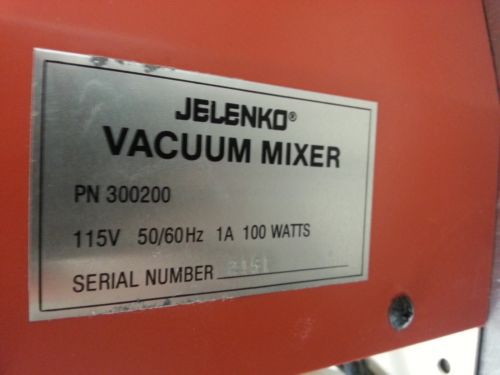 JELENKO®
VACUUM MIXER
PN 300200
115V 50/60Hz 1A 100 WATTS
SERIAL NUMBER